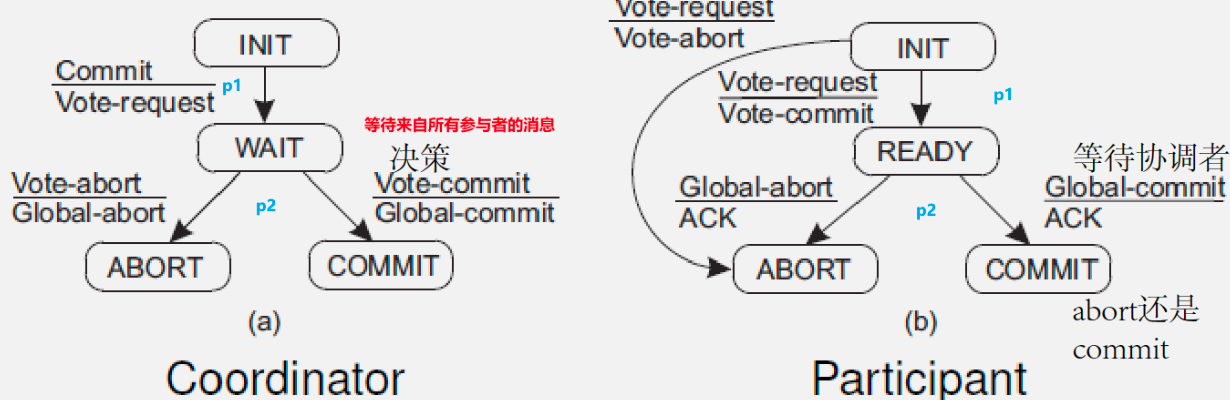 INIT
Commit
Vote-request
p1
WAIT
等待来自所有参与者的消息
决策
Vote-abort
Global-abort
p2
Vote-commit
Global-commit
ABORT
COMMIT
(a)
Coordinator
Vote-request
Vote-abort
INIT
Vote-request
Vote-commit
p1
READY
等待协调者
Global-abort
ACK
p2
Global-commit
ACK
ABORT
COMMIT
(b)
abort还是
commit
Participant